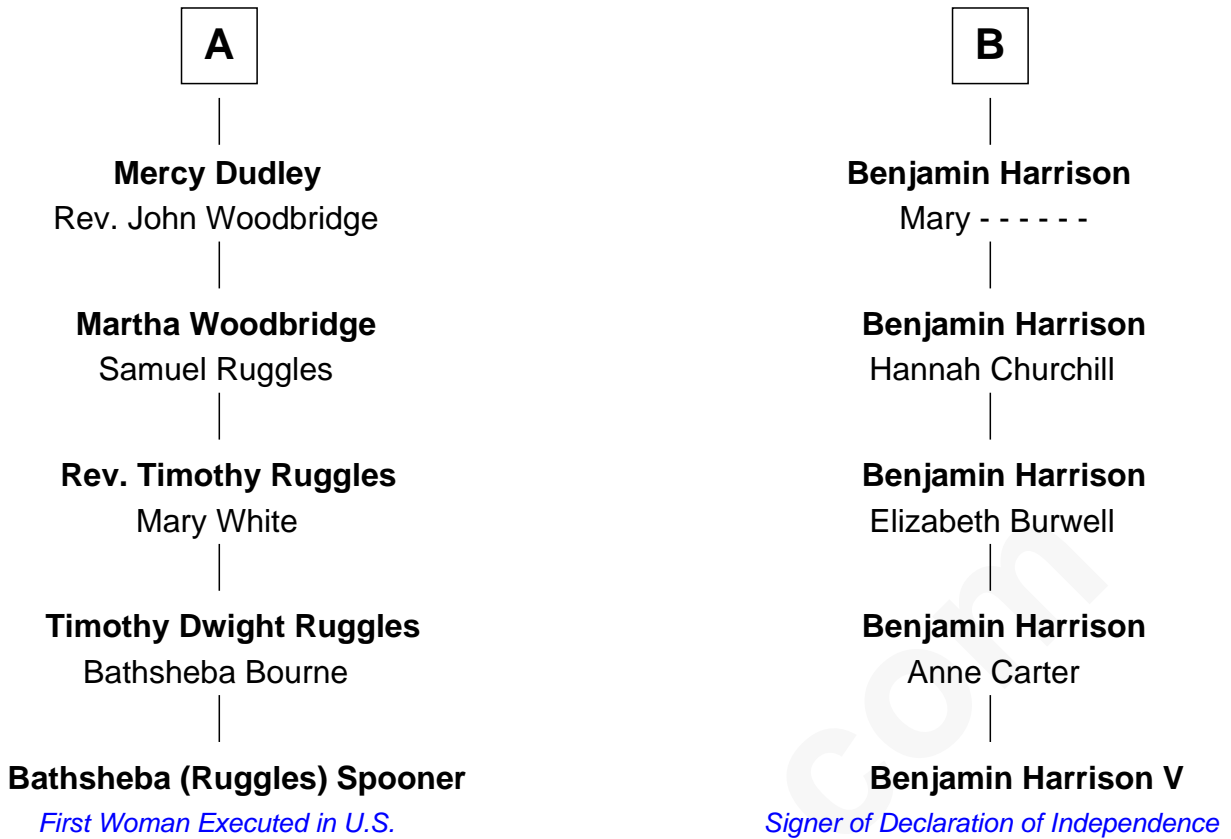 A
Mercy Dudley
Rev. John Woodbridge
Martha Woodbridge
Samuel Ruggles
Rev. Timothy Ruggles
Mary White
Timothy Dwight Ruggles
Bathsheba Bourne
Bathsheba (Ruggles) Spooner
First Woman Executed in U.S.
B
Benjamin Harrison
Mary - - - - - -
Benjamin Harrison
Hannah Churchill
Benjamin Harrison
Elizabeth Burwell
Benjamin Harrison
Anne Carter
Benjamin Harrison V
Signer of Declaration of Independence
com